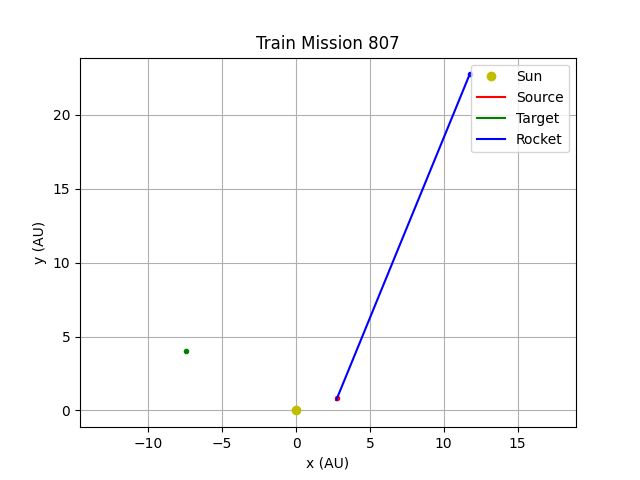 Train Mission 807
Sun
Source
Target
Rocket
y (AU)
20
15
10
5
0
−10
−5
0
5
10
15
x (AU)